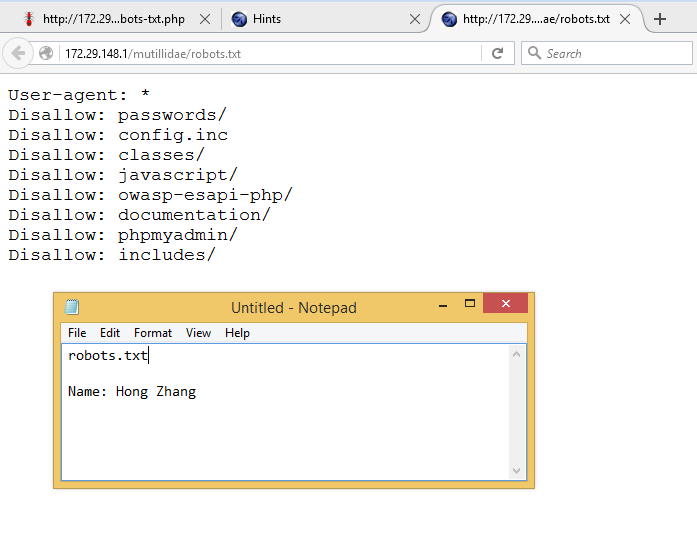 http://172.29...bots-txt.php
Hints
http://172.29....ae/robots.txt
172.29.148.1/mutillidae/robots.txt
Search
User-agent: *
Disallow: passwords/
Disallow: config.inc
Disallow: classes/
Disallow: javascript/
Disallow: owasp-esapi-php/
Disallow: documentation/
Disallow: phpmyadmin/
Disallow: includes/
Untitled - Notepad
File Edit Format View Help
robots.txt
Name: Hong Zhang